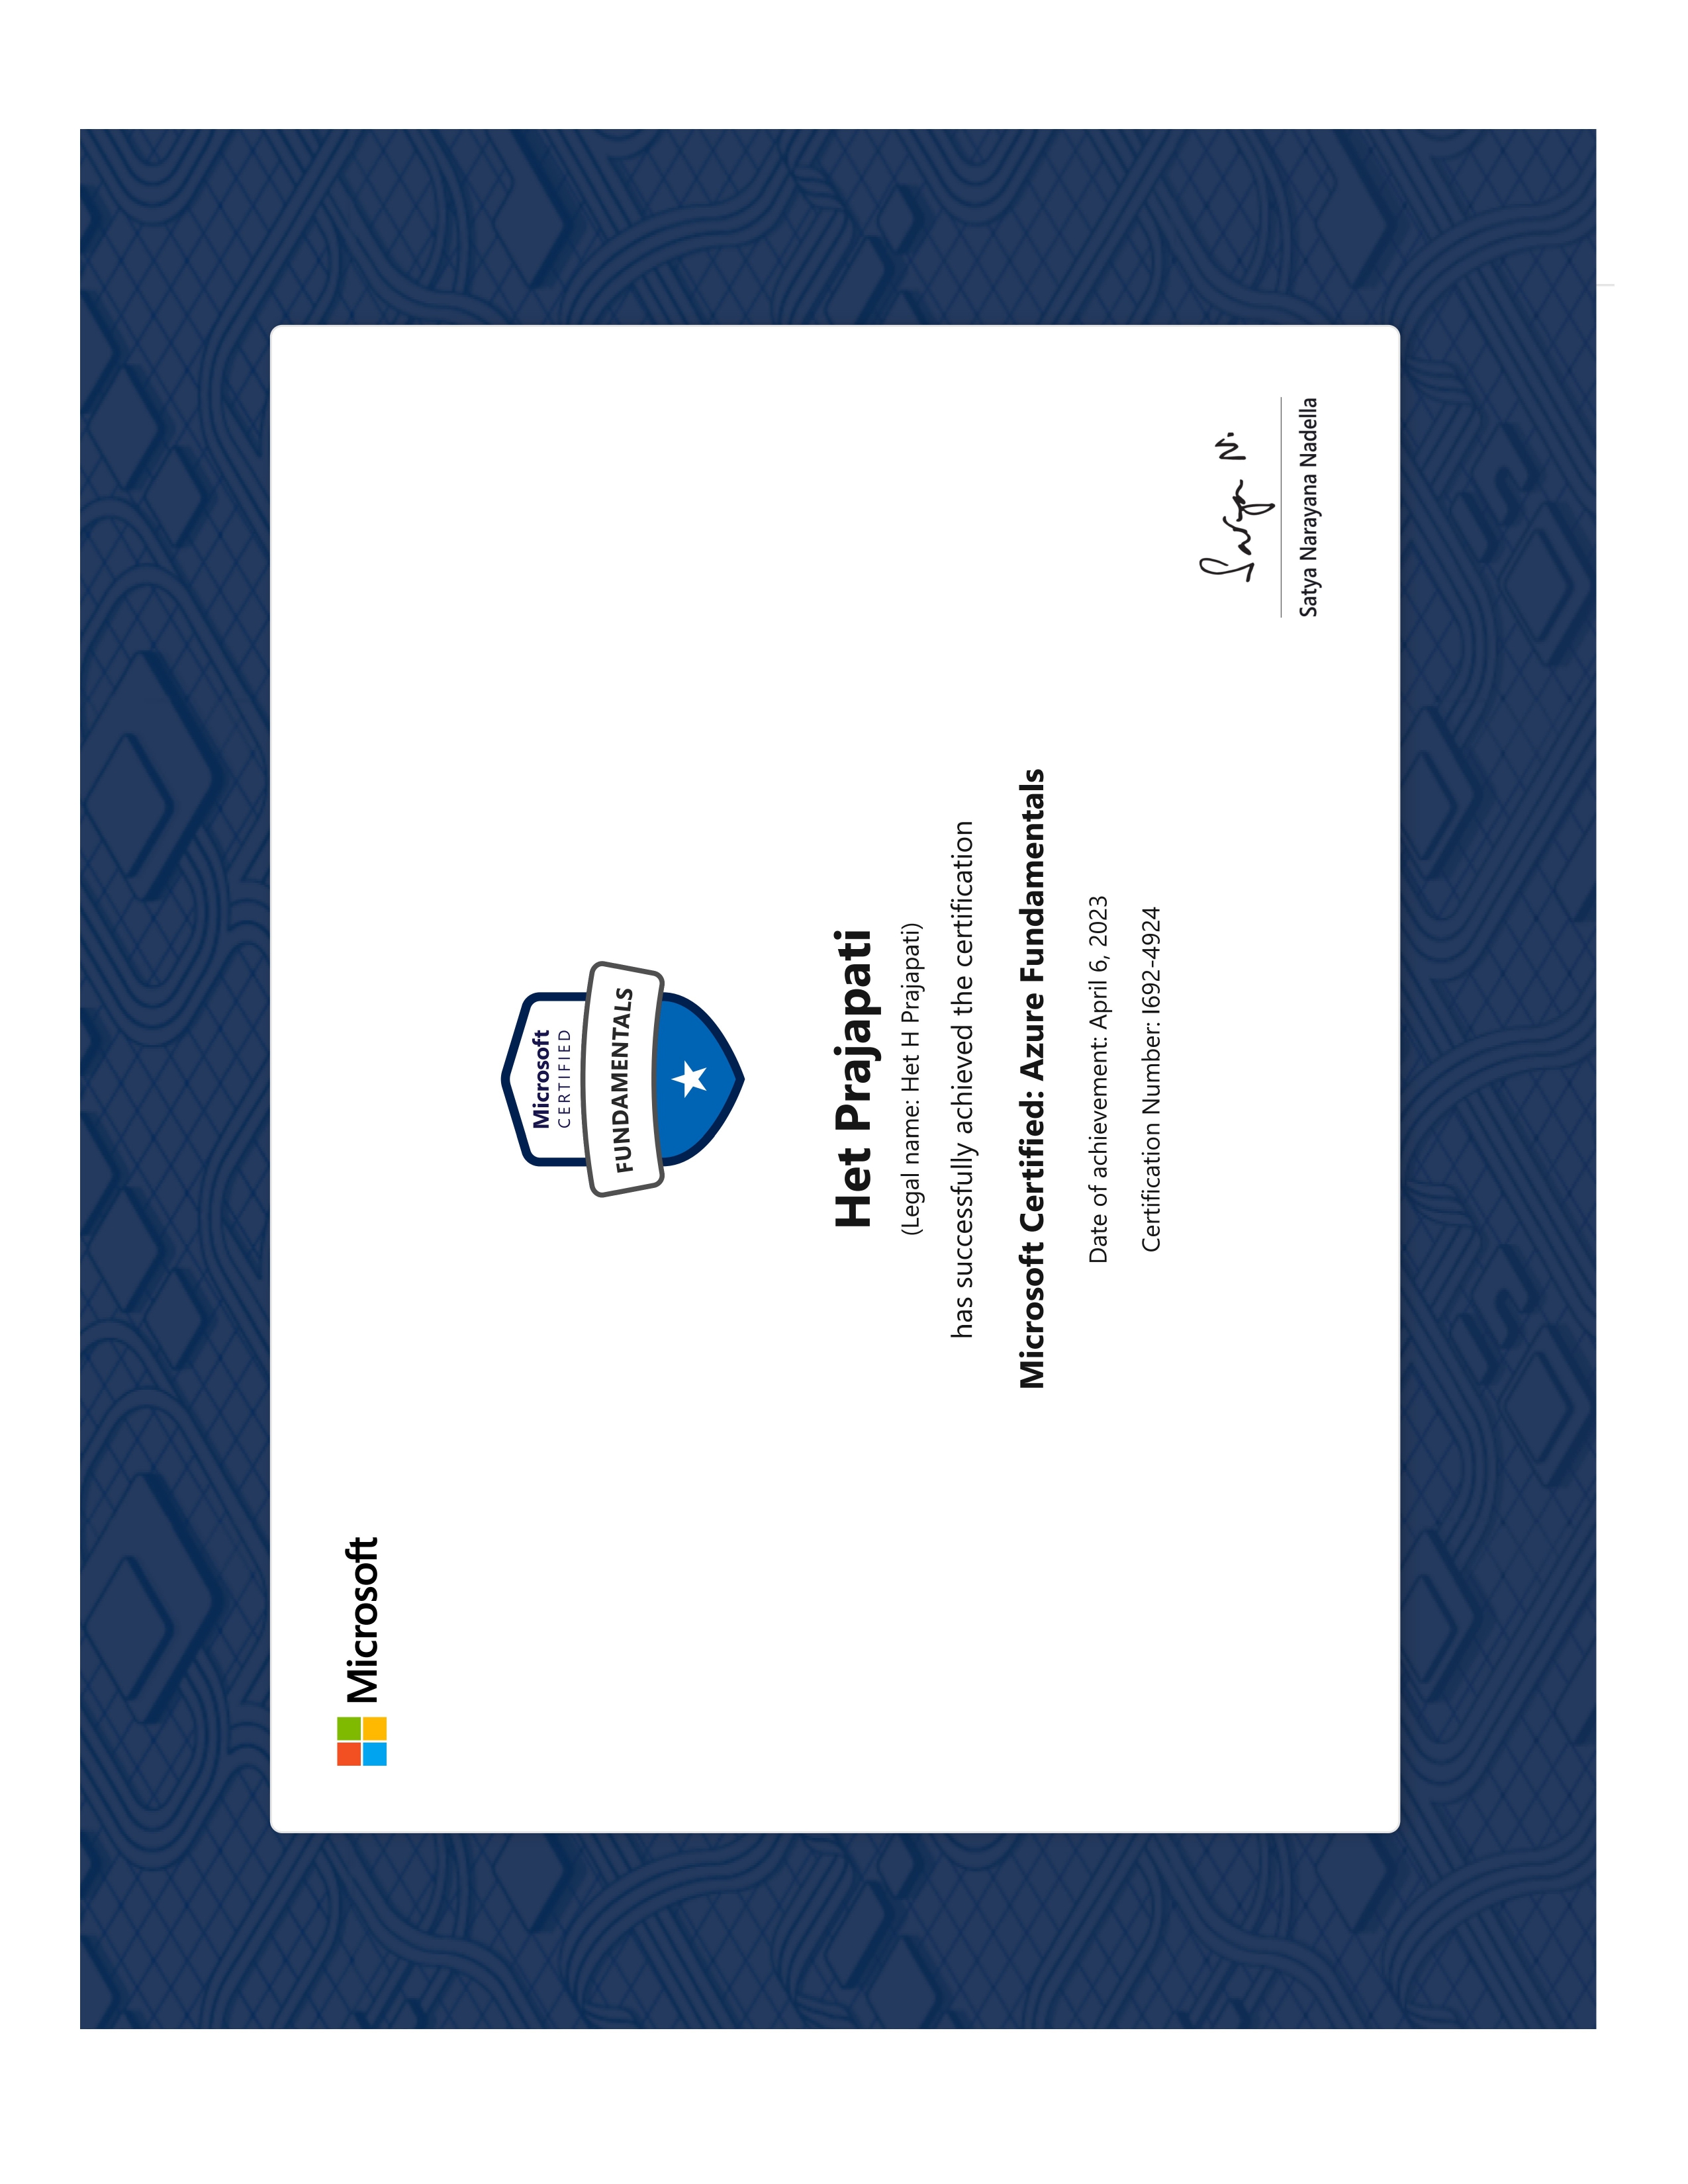 Microsoft
Microsoft
CERTIFIED
FUNDAMENTALS
Het Prajapati
(Legal name: Het H Prajapati)
has successfully achieved the certification
Microsoft Certified: Azure Fundamentals
Date of achievement: April 6, 2023
Certification Number: I692-4924
Satya N.
Satya Narayana Nadella